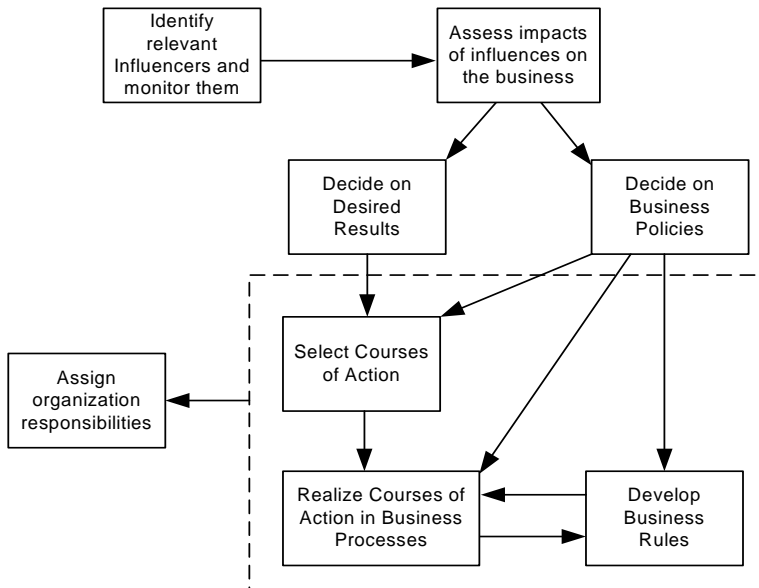 Identify
relevant
Influencers and
monitor them
Assess impacts
of influences on
the business
Decide on
Desired
Results
Decide on
Business
Policies
Select Courses
of Action
Assign
organization
responsibilities
Realize Courses of
Action in Business
Processes
Develop
Business
Rules